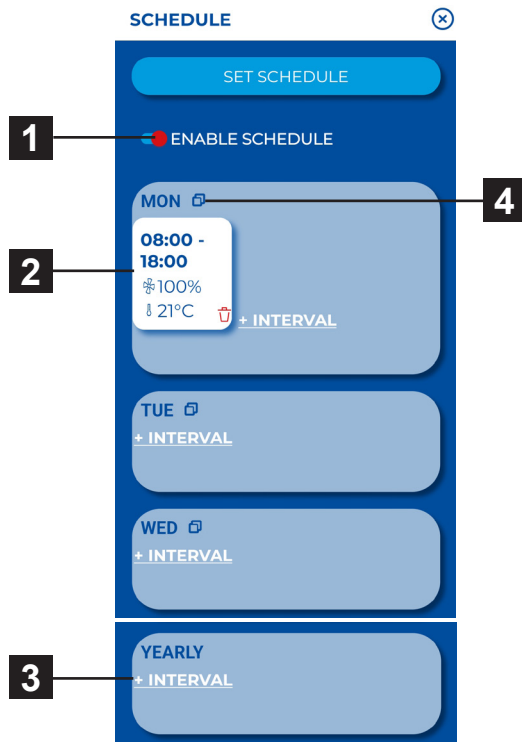 SCHEDULE
SET SCHEDULE
1
ENABLE SCHEDULE
MON
4
08:00 -
18:00
2
100%
21°C
+ INTERVAL
TUE
+ INTERVAL
WED
+ INTERVAL
YEARLY
3
+ INTERVAL